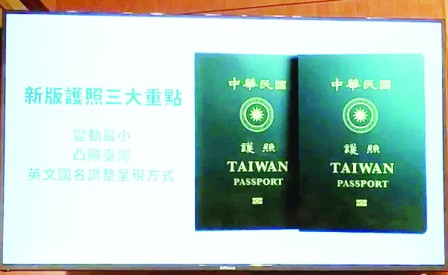 新版護照三大重點
變動最小
凸顯臺灣
英文国名調整呈現方式
中華民國
護照
TAIWAN
PASSPORT
中華民國
護照
TAIWAN
PASSPORT